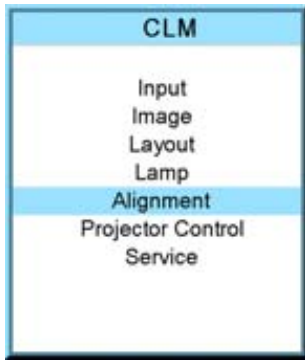 CLM
Input
Image
Layout
Lamp
Alignment
Projector Control
Service